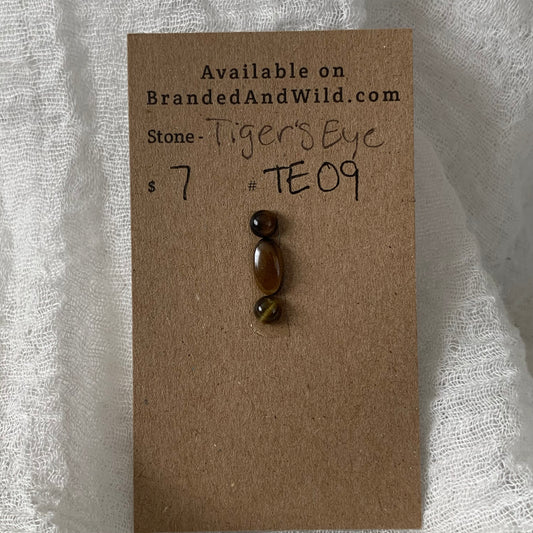 Available on
BrandedAndWild.com
Stone - Tiger's Eye
$ 7 # TE09